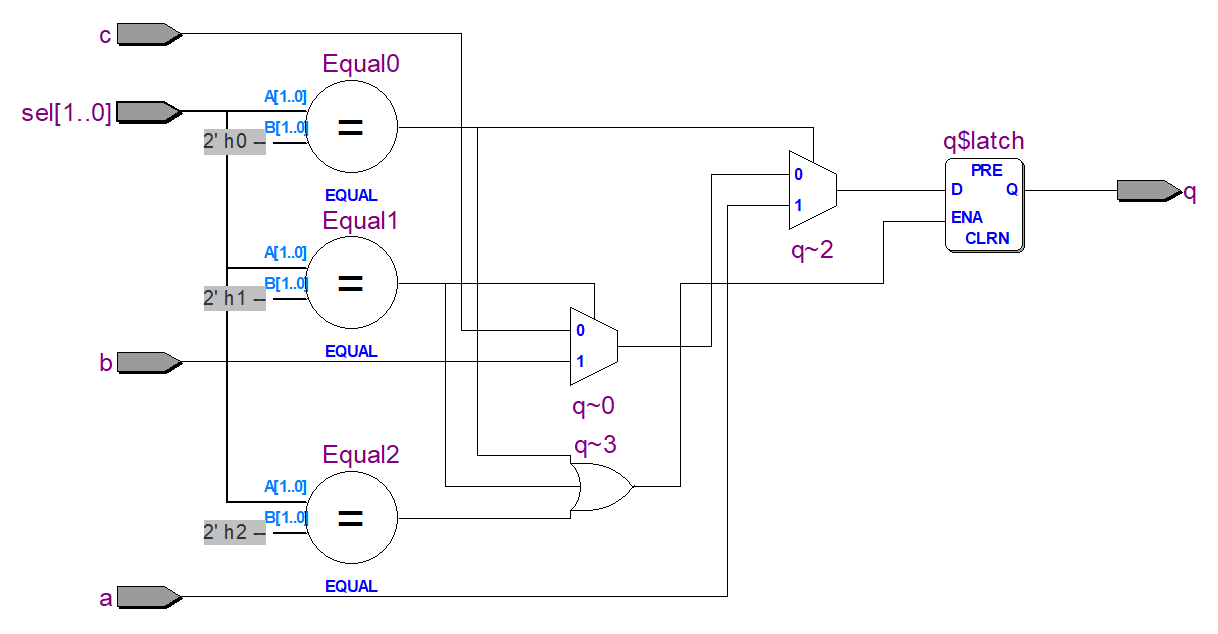 c
Equal0
sel[1..0]
A[1..0]
B[1..0]
2' h0 --
=
EQUAL
q$latch
PRE
D
Q
ENA
CLRN
q
0
1
q~2
Equal1
A[1..0]
B[1..0]
2' h1 --
=
EQUAL
b
0
1
q~0
q~3
Equal2
A[1..0]
B[1..0]
2' h2 --
=
EQUAL
a